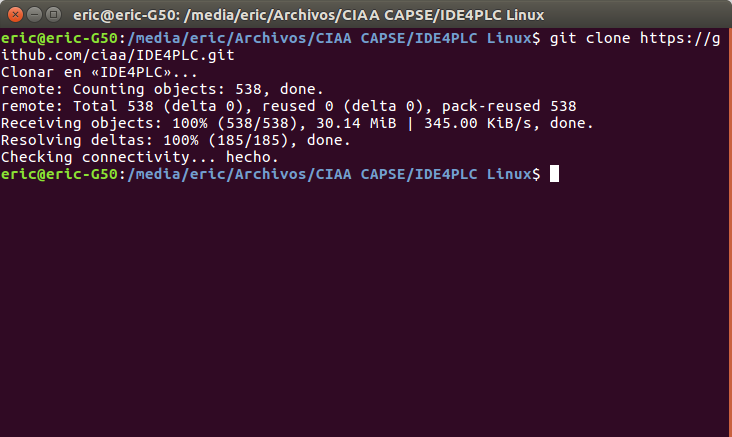 eric@eric-G50: /media/eric/Archivos/CIAA CAPSE/IDE4PLC Linux
eric@eric-G50:/media/eric/Archivos/CIAA CAPSE/IDE4PLC Linux$ git clone https://g
ithub.com/ciaa/IDE4PLC.git
Clonar en «IDE4PLC»...
remote: Counting objects: 538, done.
remote: Total 538 (delta 0), reused 0 (delta 0), pack-reused 538
Receiving objects: 100% (538/538), 30.14 MiB | 345.00 KiB/s, done.
Resolving deltas: 100% (185/185), done.
Checking connectivity... hecho.
eric@eric-G50:/media/eric/Archivos/CIAA CAPSE/IDE4PLC Linux$